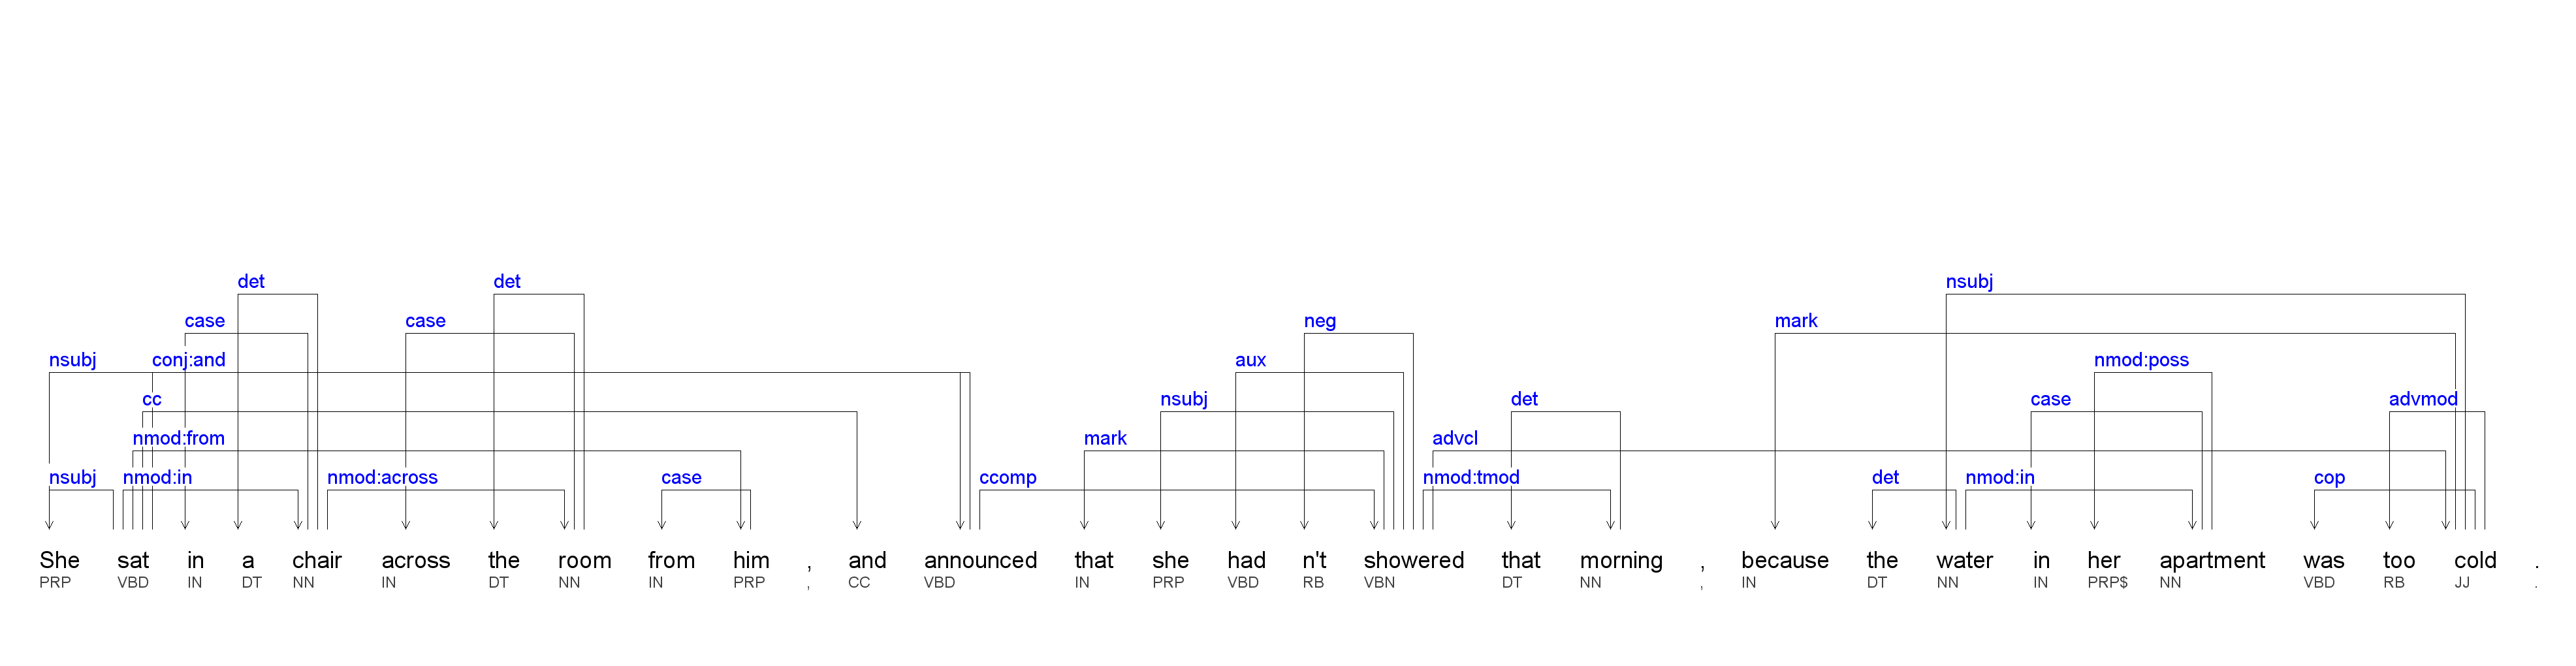 det det nsubj
case case neg mark
nsubj conj:and aux nmod:poss
cc nsubj det case advmod
nmod:from mark advcl
nsubj nmod:in nmod:across case ccomp nmod:tmod det nmod:in cop
She sat in a chair across the room from him , and announced that she had n't showered that morning , because the water in her apartment was too cold .
PRP VBD IN DT NN IN DT NN IN PRP , CC VBD IN PRP VBD RB VBN DT NN , IN DT NN IN PRP$ NN VBD RB JJ .